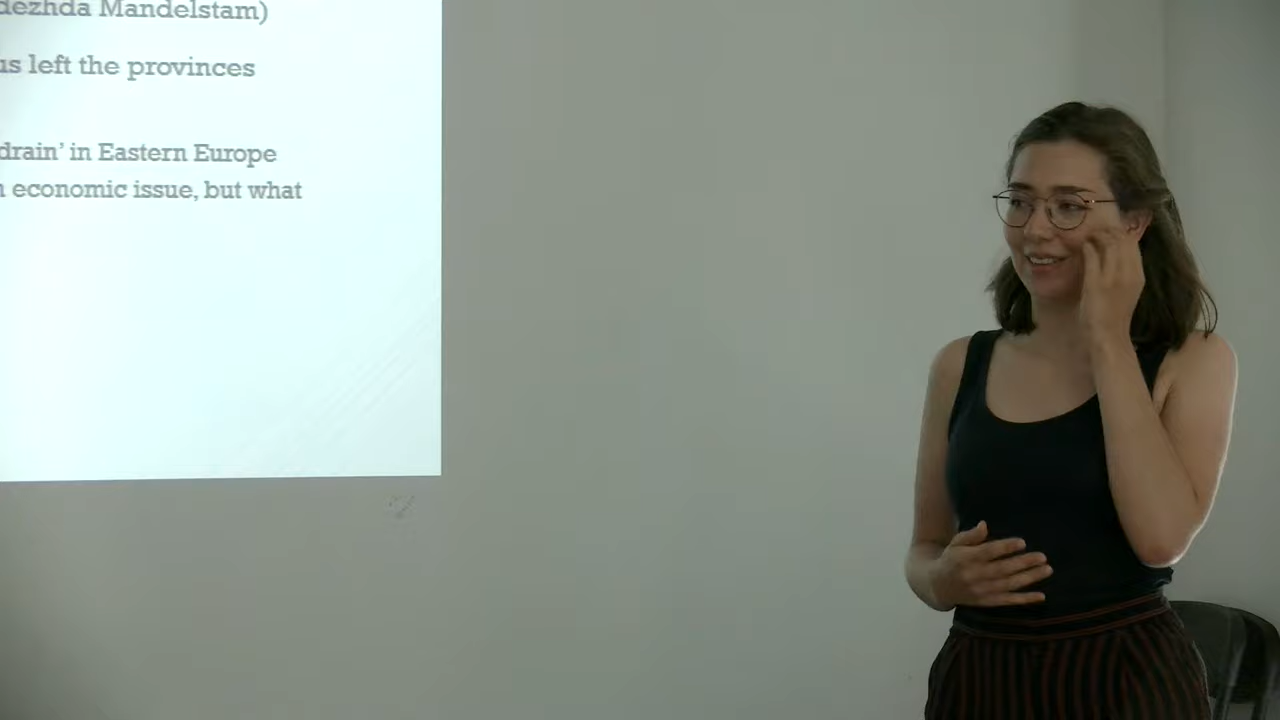 dezhda Mandelstam)
us left the provinces
drain’ in Eastern Europe
economic issue, but what